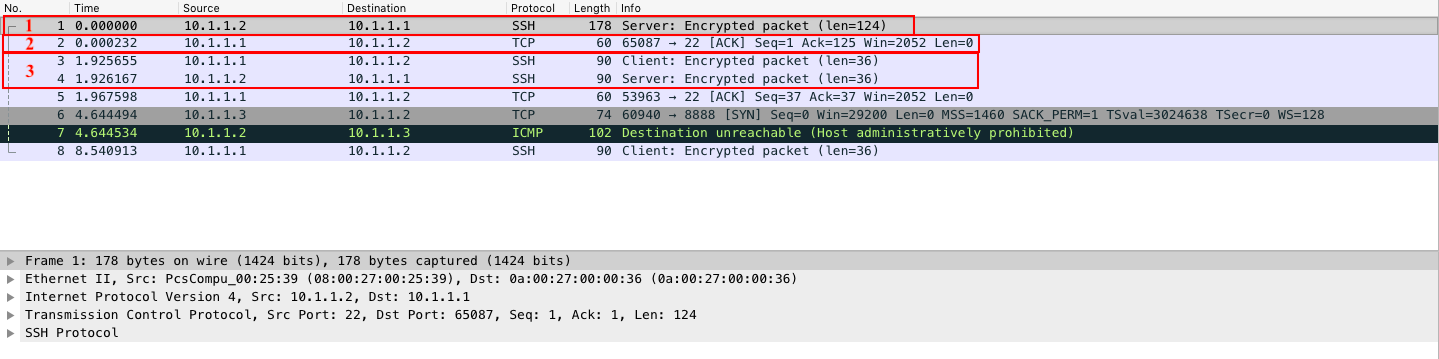 No. Time Source Destination Protocol Length Info
1 1 0.000000 10.1.1.2 10.1.1.1 SSH 178 Server: Encrypted packet (len=124)
2 2 0.000232 10.1.1.1 10.1.1.2 TCP 60 65087 → 22 [ACK] Seq=1 Ack=125 Win=2052 Len=0
3 3 1.925655 10.1.1.1 10.1.1.2 SSH 90 Client: Encrypted packet (len=36)
4 1.926167 10.1.1.2 10.1.1.1 SSH 90 Server: Encrypted packet (len=36)
5 1.967598 10.1.1.1 10.1.1.2 TCP 60 53963 → 22 [ACK] Seq=37 Ack=37 Win=2052 Len=0
6 4.644494 10.1.1.3 10.1.1.2 TCP 74 60940 → 8888 [SYN] Seq=0 Win=29200 Len=0 MSS=1460 SACK_PERM=1 TSval=3024638 TSecr=0 WS=128
7 4.644534 10.1.1.2 10.1.1.3 ICMP 102 Destination unreachable (Host administratively prohibited)
8 8.540913 10.1.1.1 10.1.1.2 SSH 90 Client: Encrypted packet (len=36)
Frame 1: 178 bytes on wire (1424 bits), 178 bytes captured (1424 bits)
Ethernet II, Src: PcsCompu_00:25:39 (08:00:27:00:25:39), Dst: 0a:00:27:00:00:36 (0a:00:27:00:00:36)
Internet Protocol Version 4, Src: 10.1.1.2, Dst: 10.1.1.1
Transmission Control Protocol, Src Port: 22, Dst Port: 65087, Seq: 1, Ack: 1, Len: 124
SSH Protocol